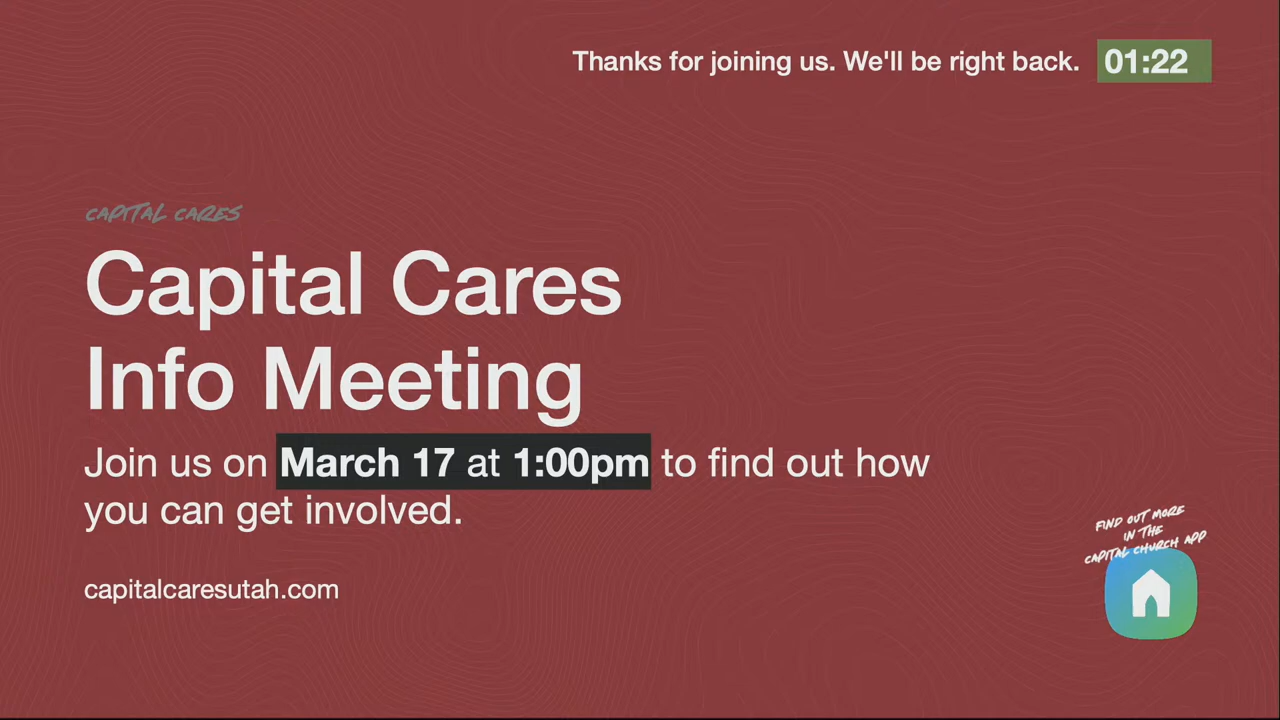 Thanks for joining us. We'll be right back. 01:22
CAPITAL CARES
Capital Cares
Info Meeting
Join us on March 17 at 1:00pm to find out how
you can get involved.
capitalcaresutah.com
FIND OUT MORE
IN THE
CAPITAL CHURCH APP